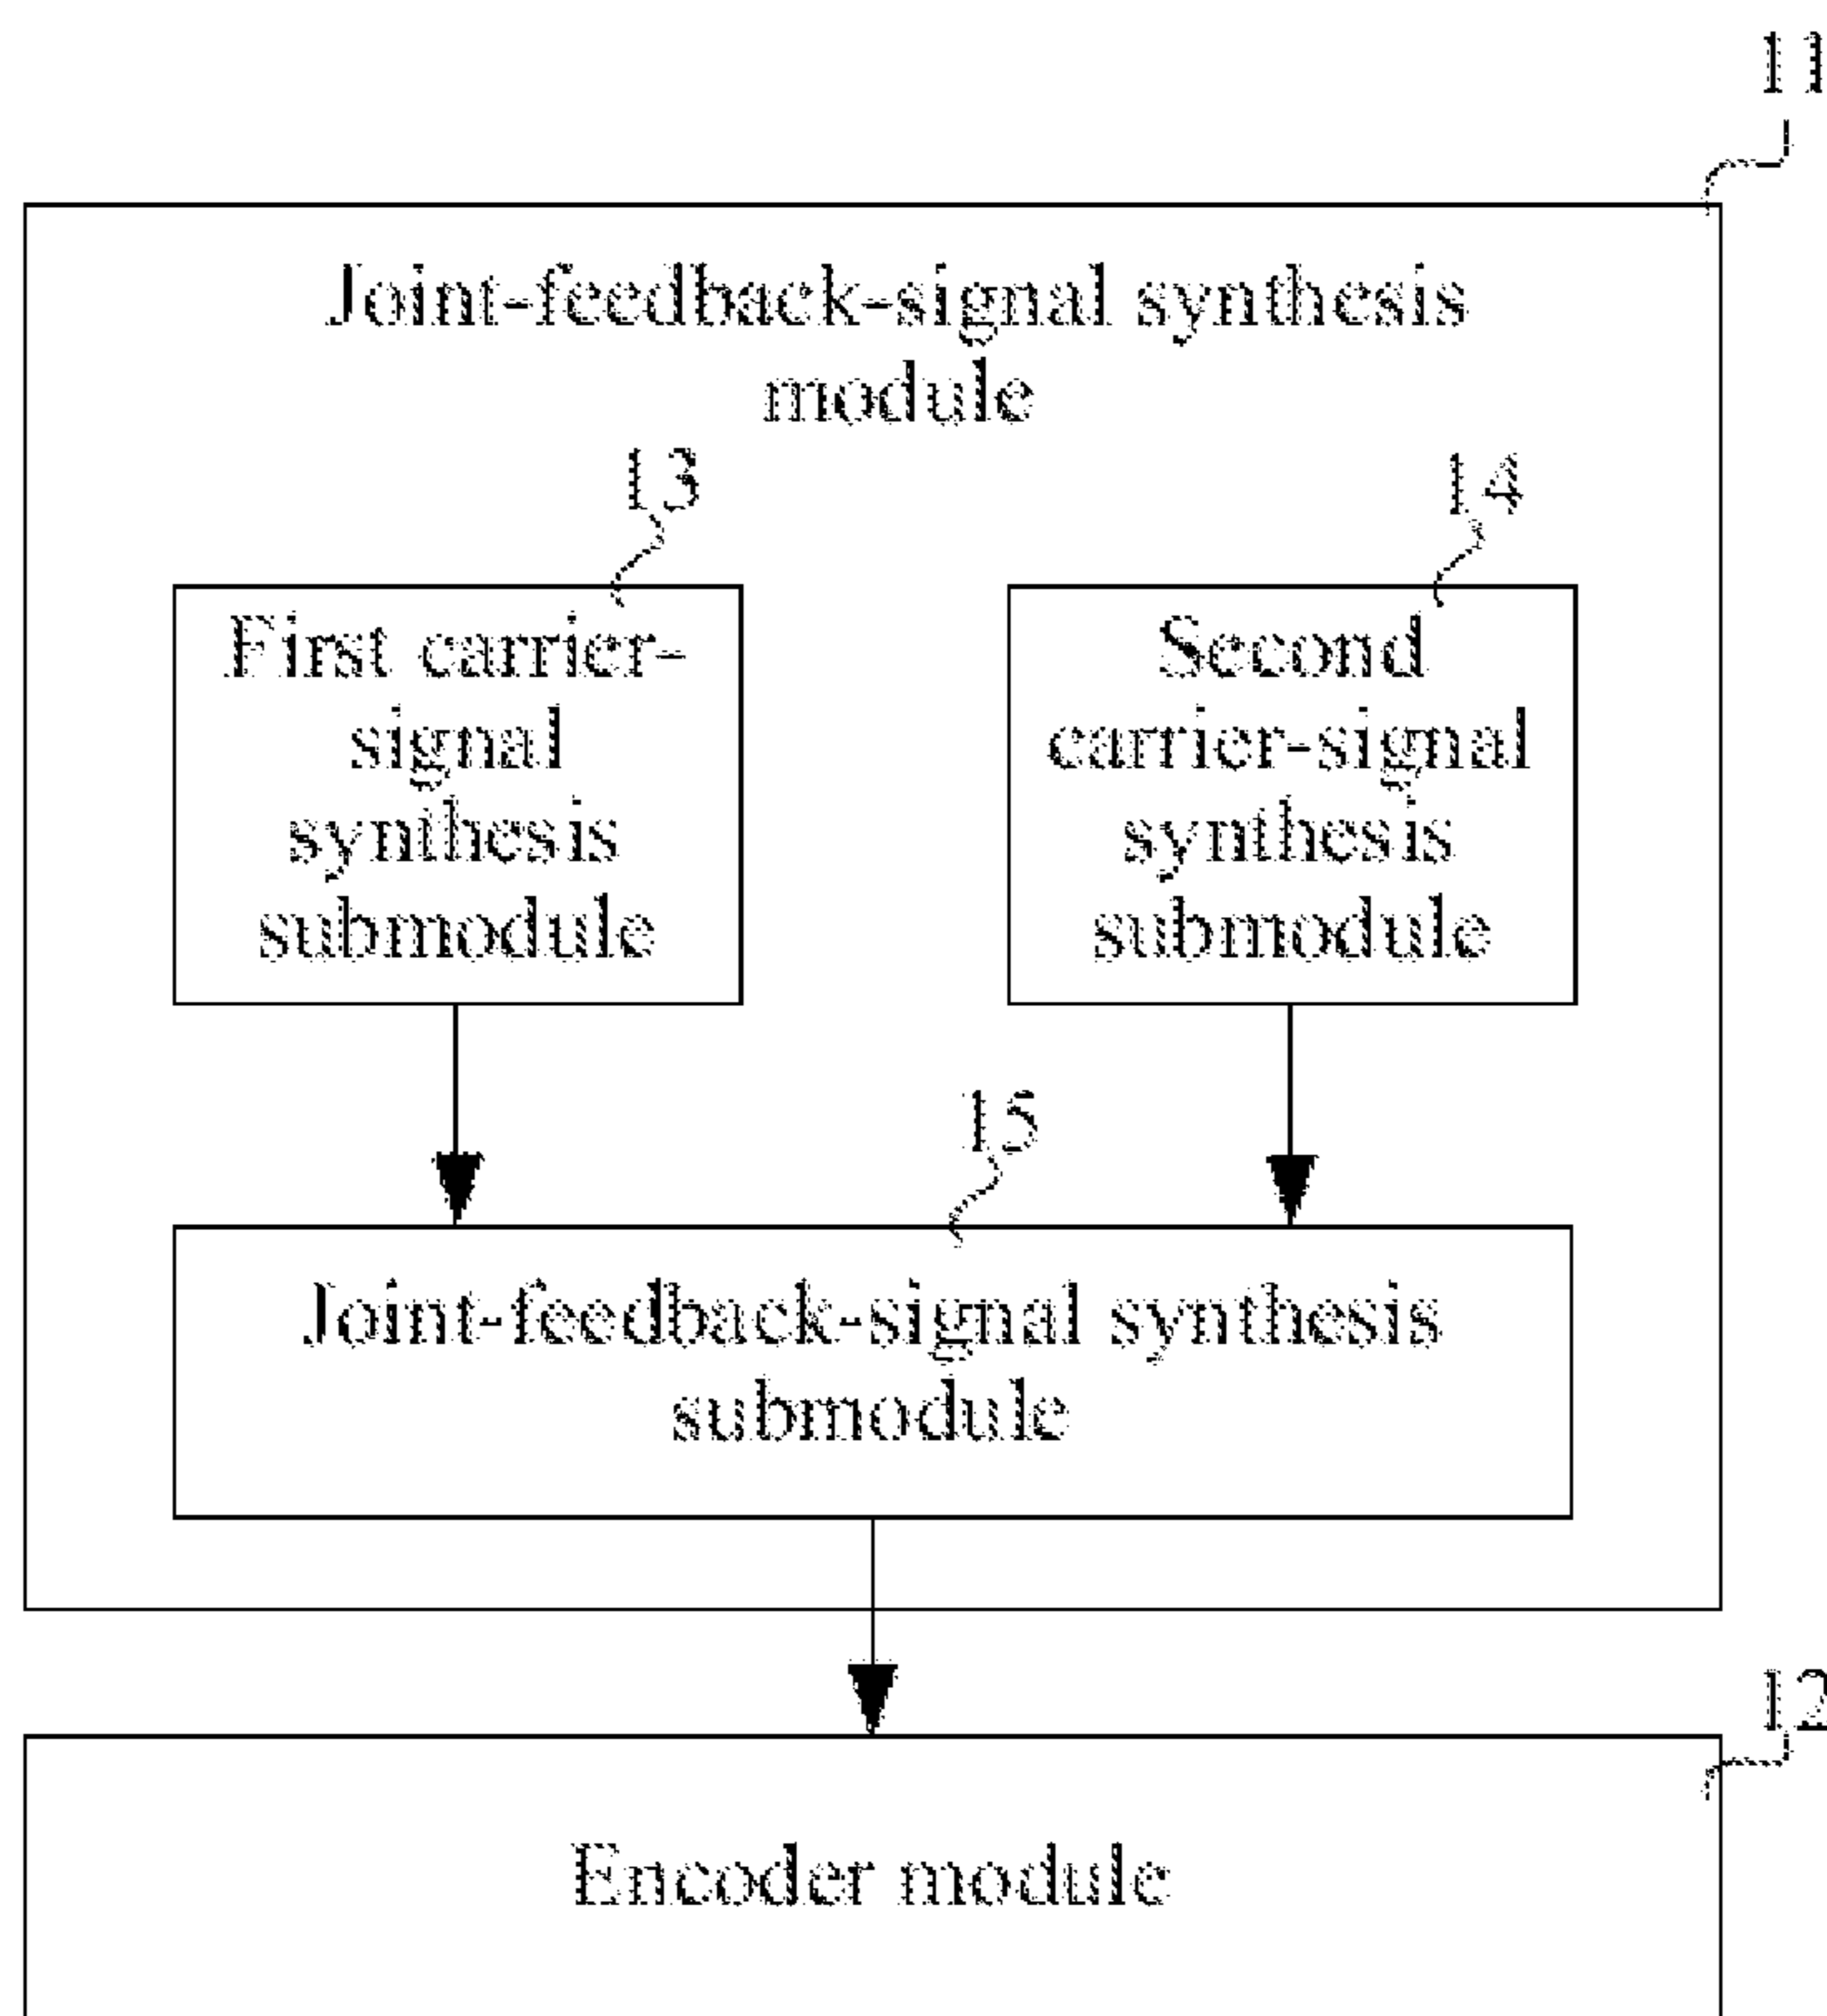 11
Joint-feedback-signal synthesis
module
13
14
First carrier-
signal
synthesis
submodule
Second
carrier-signal
synthesis
submodule
15
Joint-feedback-signal synthesis
submodule
12
Encoder module